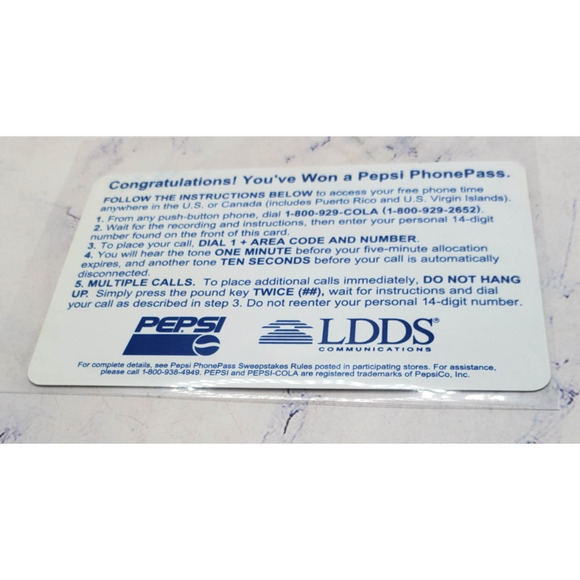 Congratulations! You've Won a Pepsi PhonePass.
FOLLOW THE INSTRUCTIONS BELOW to access your free phone time
anywhere in the U.S. or Canada (includes Puerto Rico and U.S. Virgin Islands).
1. From any push-button phone, dial 1-800-929-COLA (1-800-929-2652).
2. Wait for the recording and instructions, then enter your personal 14-digit
number found on the front of this card.
3. To place your call, DIAL 1 + AREA CODE AND NUMBER.
4. You will hear the tone ONE MINUTE before your five-minute allocation
expires, and another tone TEN SECONDS before your call is automatically
disconnected.
5. MULTIPLE CALLS. To place additional calls immediately, DO NOT HANG
UP. Simply press the pound key TWICE (##), wait for instructions and dial
your call as described in step 3. Do not reenter your personal 14-digit number.
PEPSI
LDDS®
COMMUNICATIONS
For complete details, see Pepsi PhonePass Sweepstakes Rules posted in participating stores. For assistance,
please call 1-800-938-4949. PEPSI and PEPSI-COLA are registered trademarks of PepsiCo, Inc.